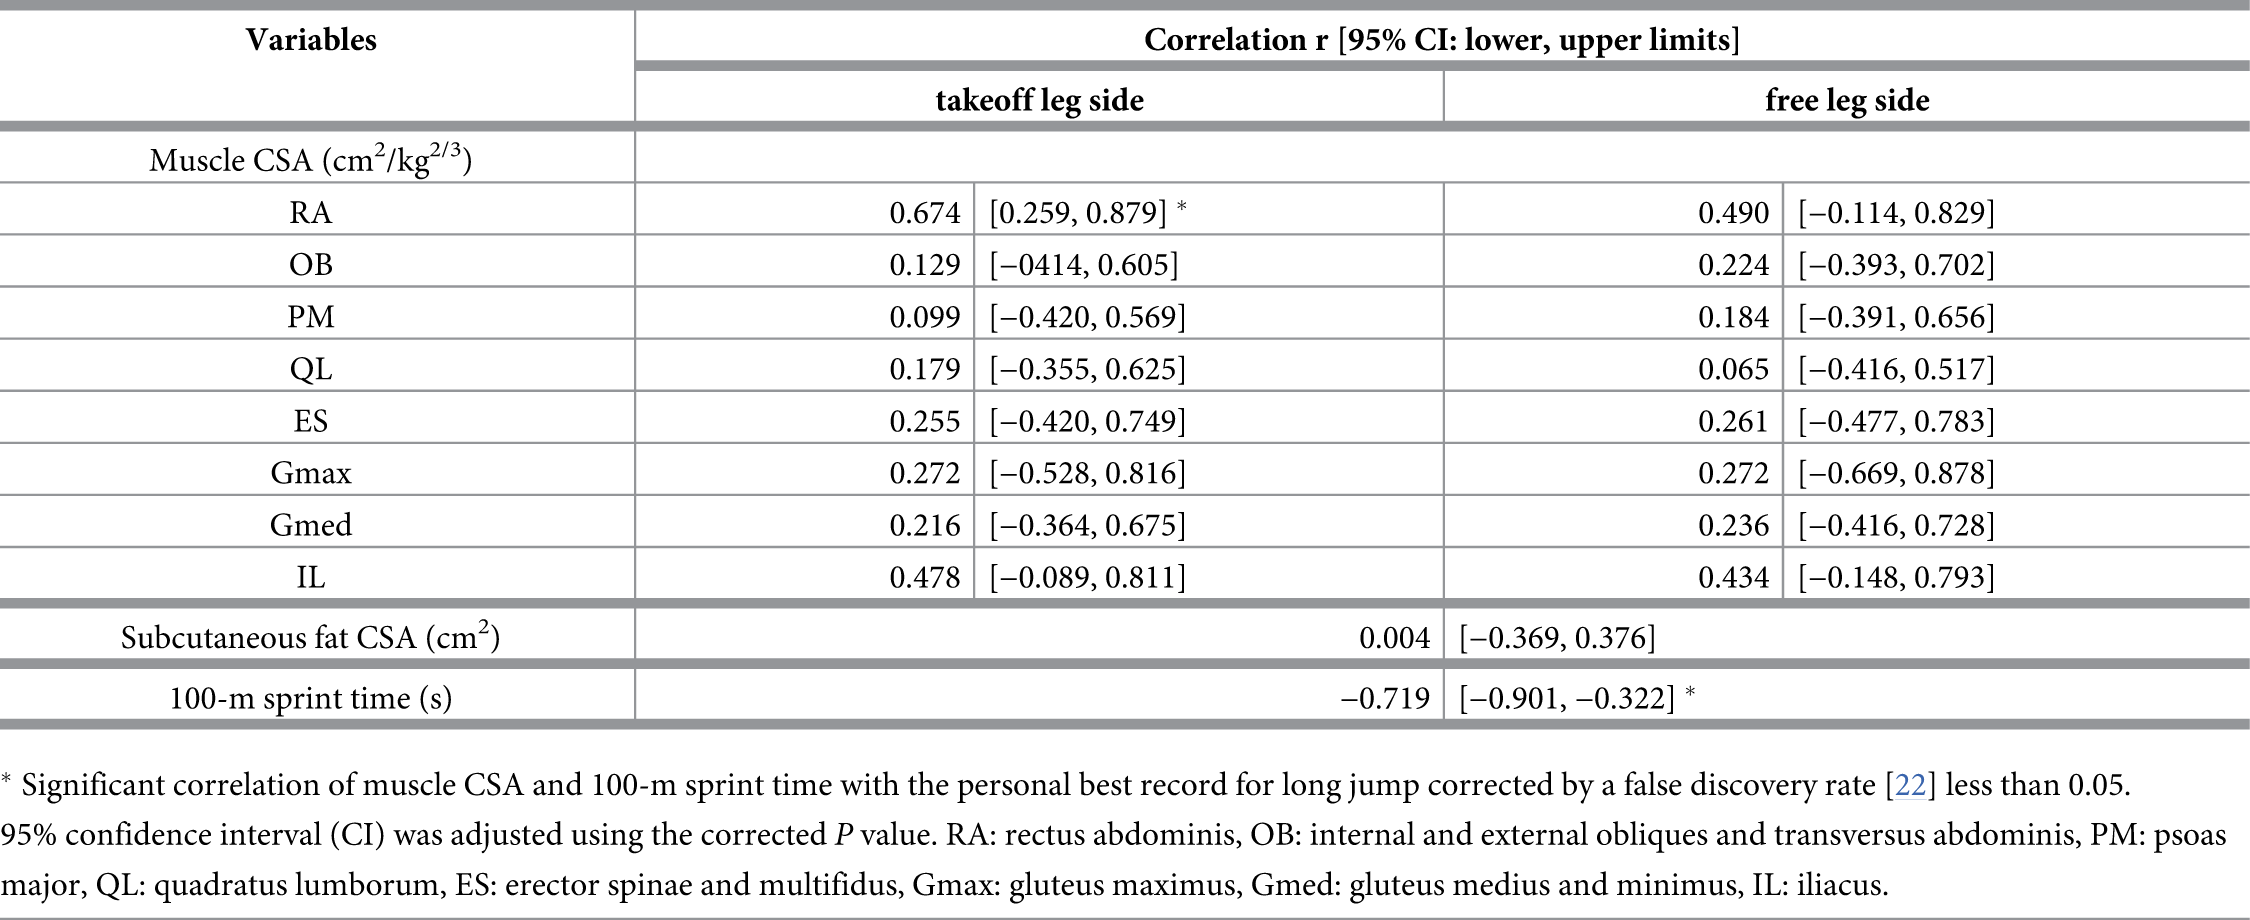 Variables Correlation r [95% CI: lower, upper limits]
takeoff leg side free leg side
Muscle CSA (cm²/kg²/³)
RA 0.674 [0.259, 0.879] * 0.490 [−0.114, 0.829]
OB 0.129 [−0414, 0.605] 0.224 [−0.393, 0.702]
PM 0.099 [−0.420, 0.569] 0.184 [−0.391, 0.656]
QL 0.179 [−0.355, 0.625] 0.065 [−0.416, 0.517]
ES 0.255 [−0.420, 0.749] 0.261 [−0.477, 0.783]
Gmax 0.272 [−0.528, 0.816] 0.272 [−0.669, 0.878]
Gmed 0.216 [−0.364, 0.675] 0.236 [−0.416, 0.728]
IL 0.478 [−0.089, 0.811] 0.434 [−0.148, 0.793]
Subcutaneous fat CSA (cm²) 0.004 [−0.369, 0.376]
100-m sprint time (s) −0.719 [−0.901, −0.322] *
* Significant correlation of muscle CSA and 100-m sprint time with the personal best record for long jump corrected by a false discovery rate [22] less than 0.05.
95% confidence interval (CI) was adjusted using the corrected P value. RA: rectus abdominis, OB: internal and external obliques and transversus abdominis, PM: psoas
major, QL: quadratus lumborum, ES: erector spinae and multifidus, Gmax: gluteus maximus, Gmed: gluteus medius and minimus, IL: iliacus.